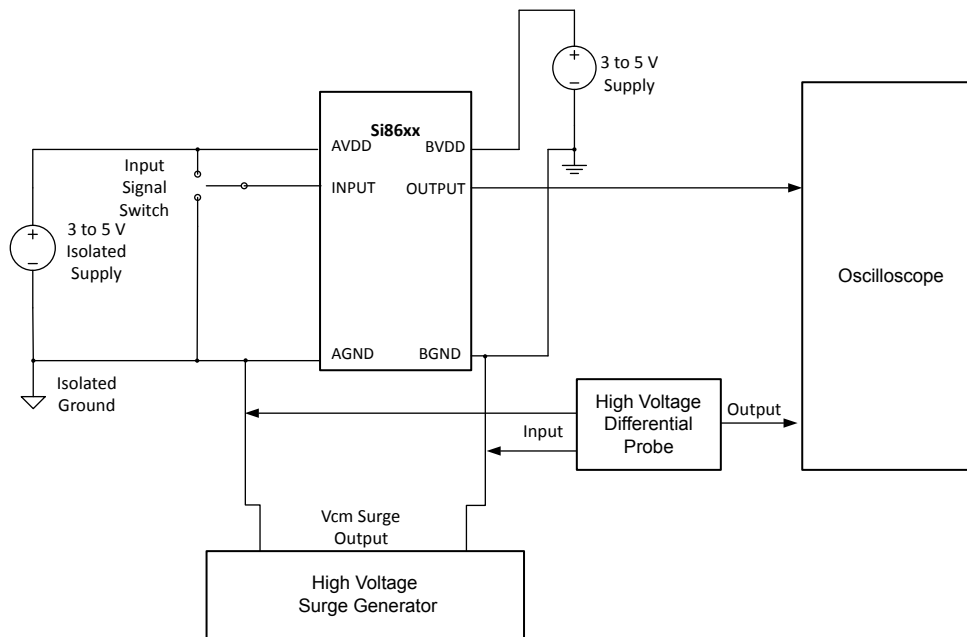 3 to 5 V
Supply
Si86xx
AVDD
BVDD
Input
Signal
Switch
INPUT
OUTPUT
+
−
+
−
3 to 5 V
Isolated
Supply
Oscilloscope
AGND
BGND
Isolated
Ground
High Voltage
Differential
Probe
Input
Output
Vcm Surge
Output
High Voltage
Surge Generator